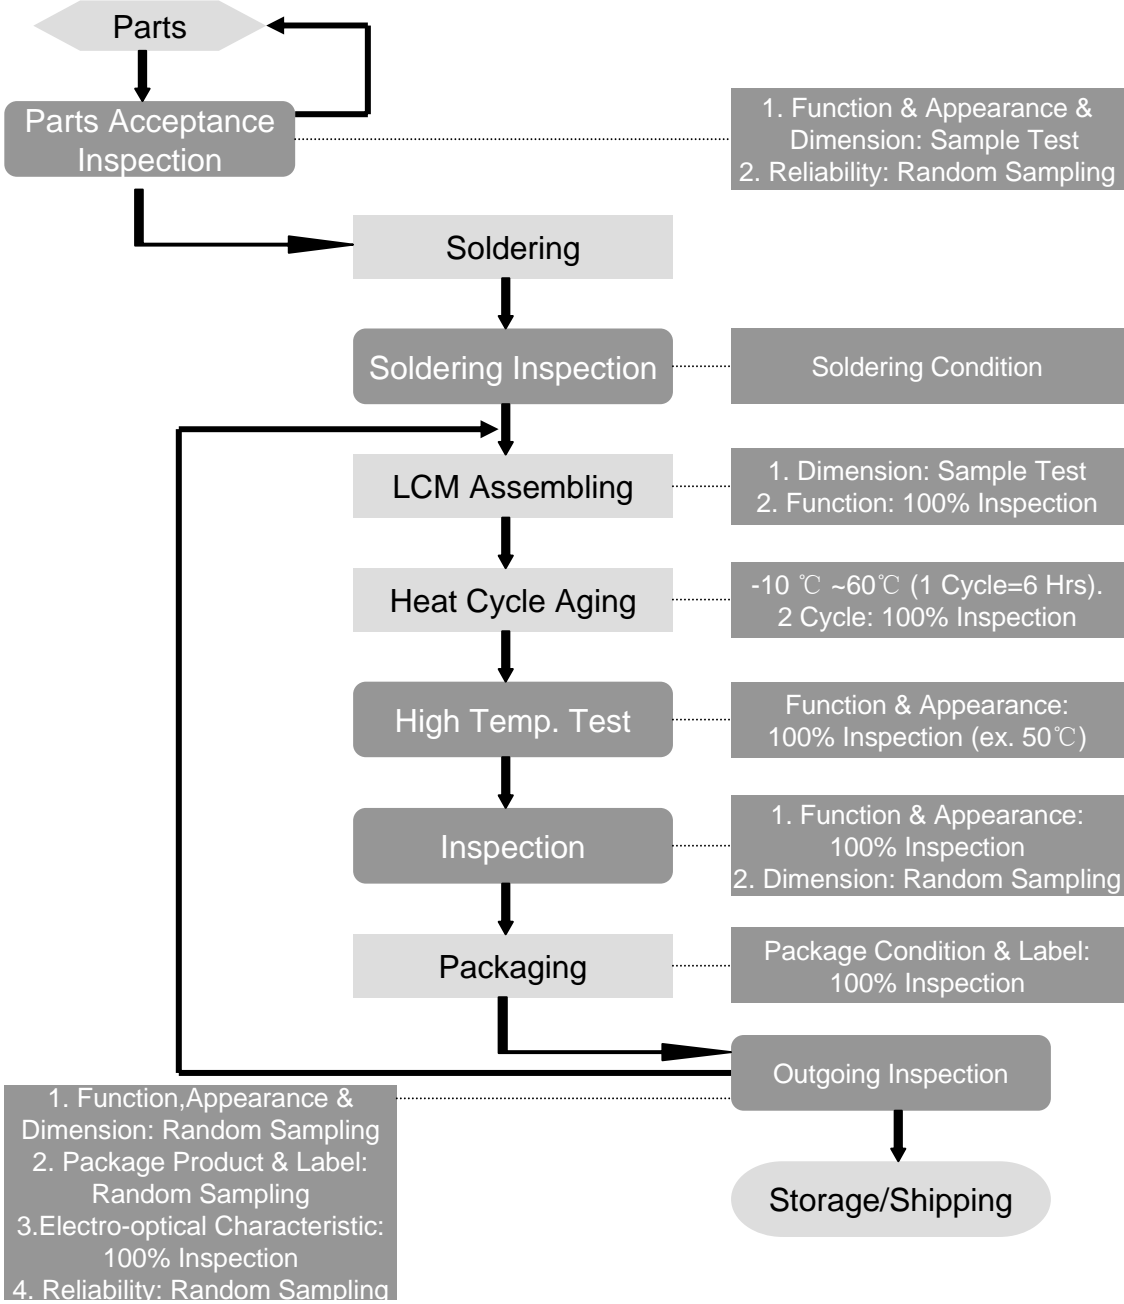 Parts
Parts Acceptance
Inspection
1. Function & Appearance &
Dimension: Sample Test
2. Reliability: Random Sampling
Soldering
Soldering Inspection
Soldering Condition
LCM Assembling
1. Dimension: Sample Test
2. Function: 100% Inspection
Heat Cycle Aging
-10 ℃ ~60℃ (1 Cycle=6 Hrs).
2 Cycle: 100% Inspection
High Temp. Test
Function & Appearance:
100% Inspection (ex. 50℃)
Inspection
1. Function & Appearance:
100% Inspection
2. Dimension: Random Sampling
Packaging
Package Condition & Label:
100% Inspection
Outgoing Inspection
1. Function,Appearance &
Dimension: Random Sampling
2. Package Product & Label:
Random Sampling
3.Electro-optical Characteristic:
100% Inspection
4. Reliability: Random Sampling
Storage/Shipping